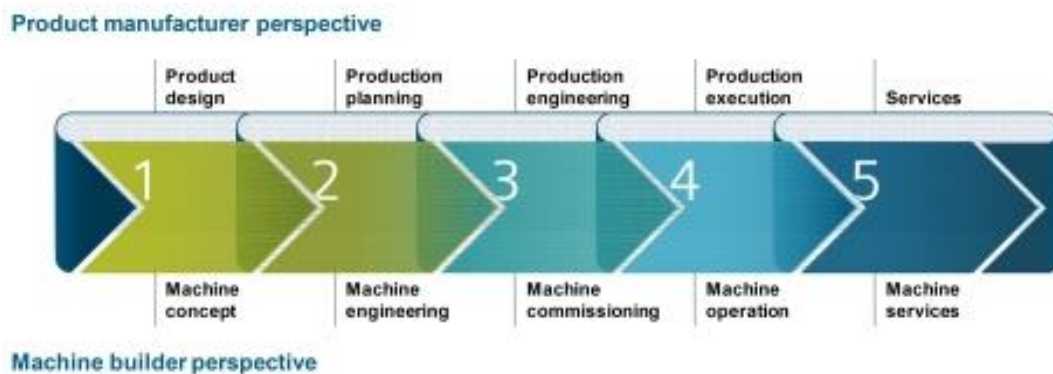 Product manufacturer perspective
Product
design
Production
planning
Production
engineering
Production
execution
Services
1
2
3
4
5
Machine
concept
Machine
engineering
Machine
commissioning
Machine
operation
Machine
services
Machine builder perspective